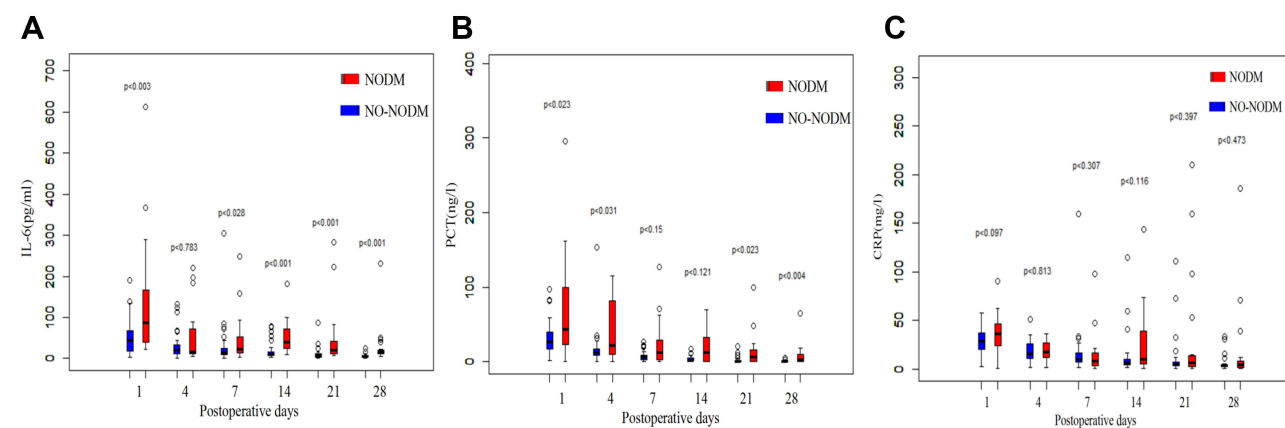 A
IL-6(pg/ml)
700
600
500
400
300
200
100
0
p<0.003
p<0.783
p<0.028
p<0.001
p<0.001
p<0.001
NODM
NO-NODM
1 4 7 14 21 28
Postoperative days
B
PCT(ng/l)
400
300
200
100
0
p<0.023
p<0.031
p<0.15
p<0.121
p<0.023
p<0.004
NODM
NO-NODM
1 4 7 14 21 28
Postoperative days
C
CRP(mg/l)
300
250
200
150
100
50
0
p<0.097
p<0.813
p<0.307
p<0.116
p<0.397
p<0.473
NODM
NO-NODM
1 4 7 14 21 28
Postoperative days